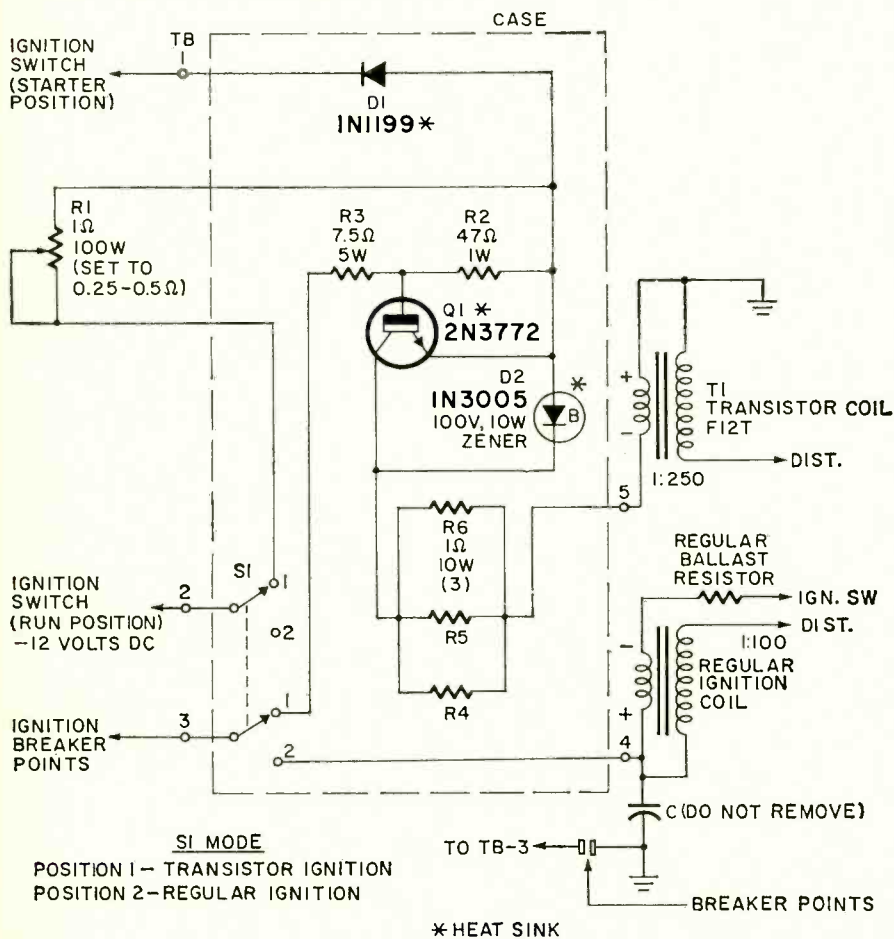 CASE
IGNITION
SWITCH
(STARTER
POSITION)
TB
1
D1
1N1199*
R1
1Ω
100W
(SET TO
0.25-0.5Ω)
R3
7.5Ω
5W
R2
47Ω
1W
Q1 *
2N3772
D2
1N3005
100V, 10W
ZENER
*
B
+
-
T1
TRANSISTOR COIL
F12T
DIST.
1:250
5
R6
1Ω
10W
(3)
R5
R4
REGULAR
BALLAST
RESISTOR
IGN. SW
DIST.
1:100
REGULAR
IGNITION
COIL
-
+
4
IGNITION
SWITCH
(RUN POSITION)
-12 VOLTS DC
2
S1
1
2
IGNITION
BREAKER
POINTS
3
1
2
C (DO NOT REMOVE)
TO TB-3
BREAKER POINTS
S1 MODE
POSITION 1- TRANSISTOR IGNITION
POSITION 2-REGULAR IGNITION
*HEAT SINK